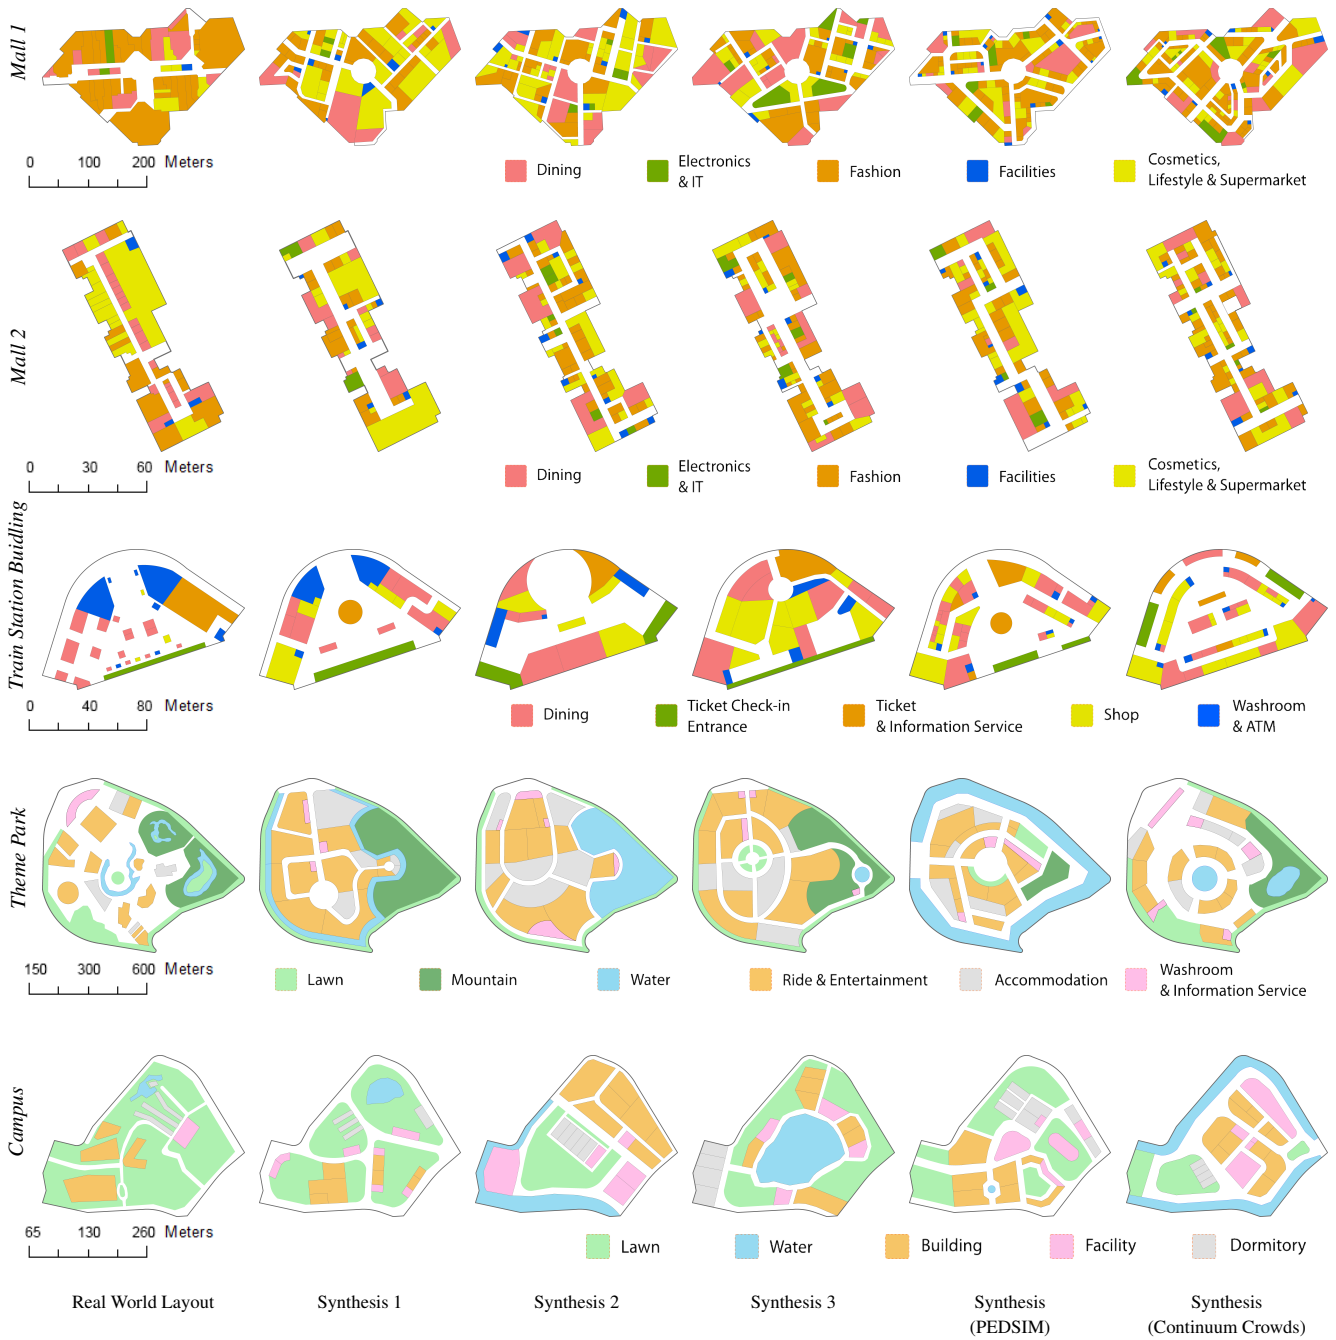 Mall 1
0 100 200 Meters
Dining
Electronics
& IT
Fashion
Facilities
Cosmetics,
Lifestyle & Supermarket
Mall 2
0 30 60 Meters
Dining
Electronics
& IT
Fashion
Facilities
Cosmetics,
Lifestyle & Supermarket
Train Station Buidling
0 40 80 Meters
Dining
Ticket Check-in
Entrance
Ticket
& Information Service
Shop
Washroom
& ATM
Theme Park
150 300 600 Meters
Lawn
Mountain
Water
Ride & Entertainment
Accommodation
Washroom
& Information Service
Campus
65 130 260 Meters
Lawn
Water
Building
Facility
Dormitory
Real World Layout
Synthesis 1
Synthesis 2
Synthesis 3
Synthesis
(PEDSIM)
Synthesis
(Continuum Crowds)